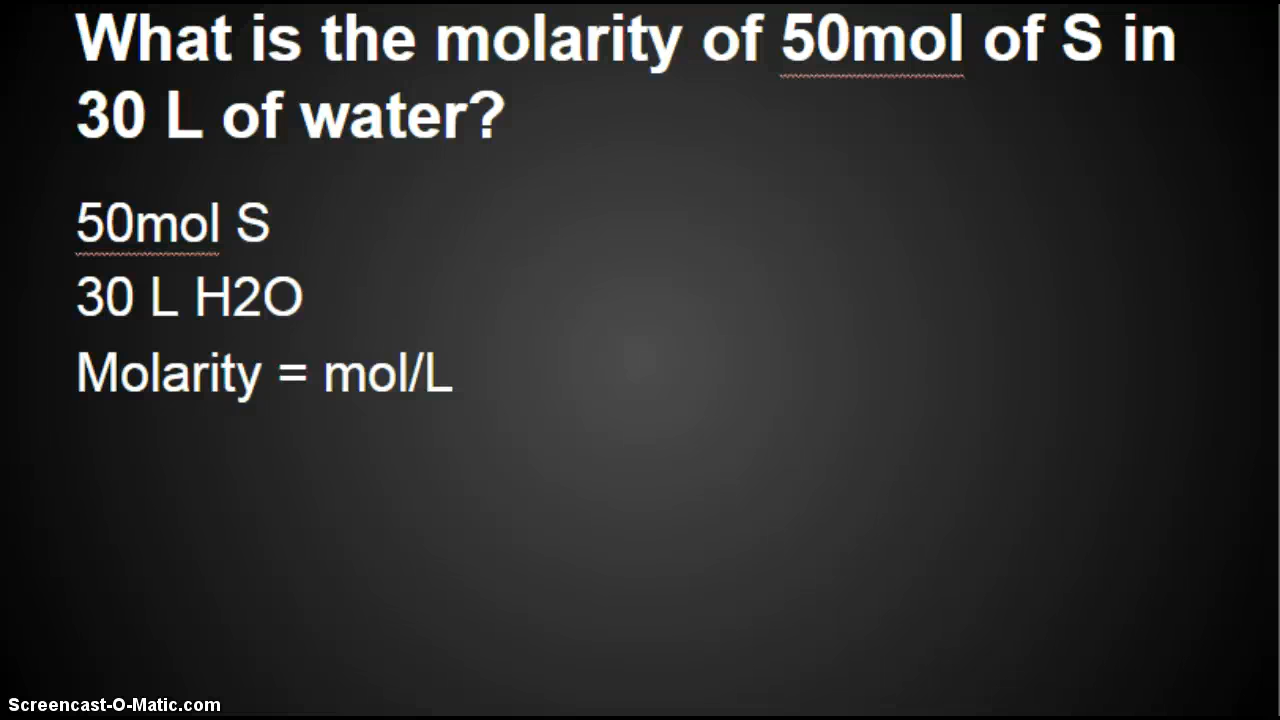 What is the molarity of 50mol of S in
30 L of water?
50mol S
30 L H2O
Molarity = mol/L
Screencast-O-Matic.com